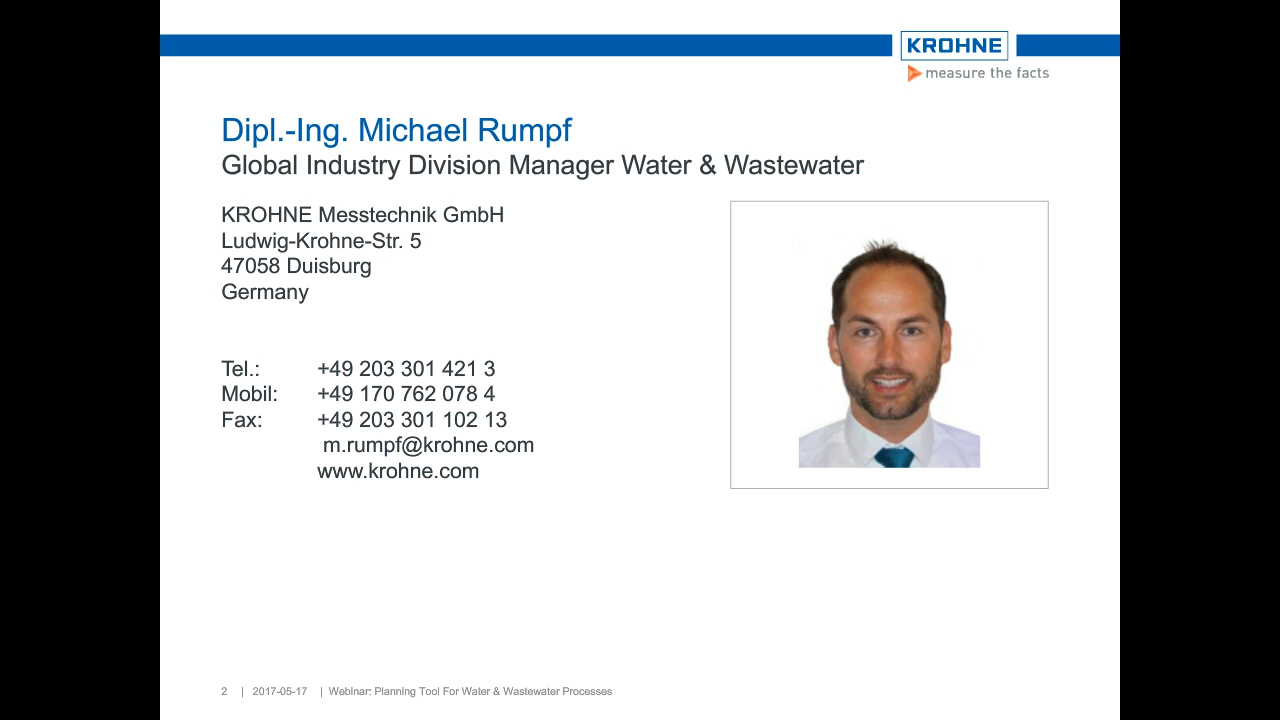 KROHNE
measure the facts
Dipl.-Ing. Michael Rumpf
Global Industry Division Manager Water & Wastewater
KROHNE Messtechnik GmbH
Ludwig-Krohne-Str. 5
47058 Duisburg
Germany
Tel.: +49 203 301 421 3
Mobil: +49 170 762 078 4
Fax: +49 203 301 102 13
m.rumpf@krohne.com
www.krohne.com
2 | 2017-05-17 | Webinar: Planning Tool For Water & Wastewater Processes